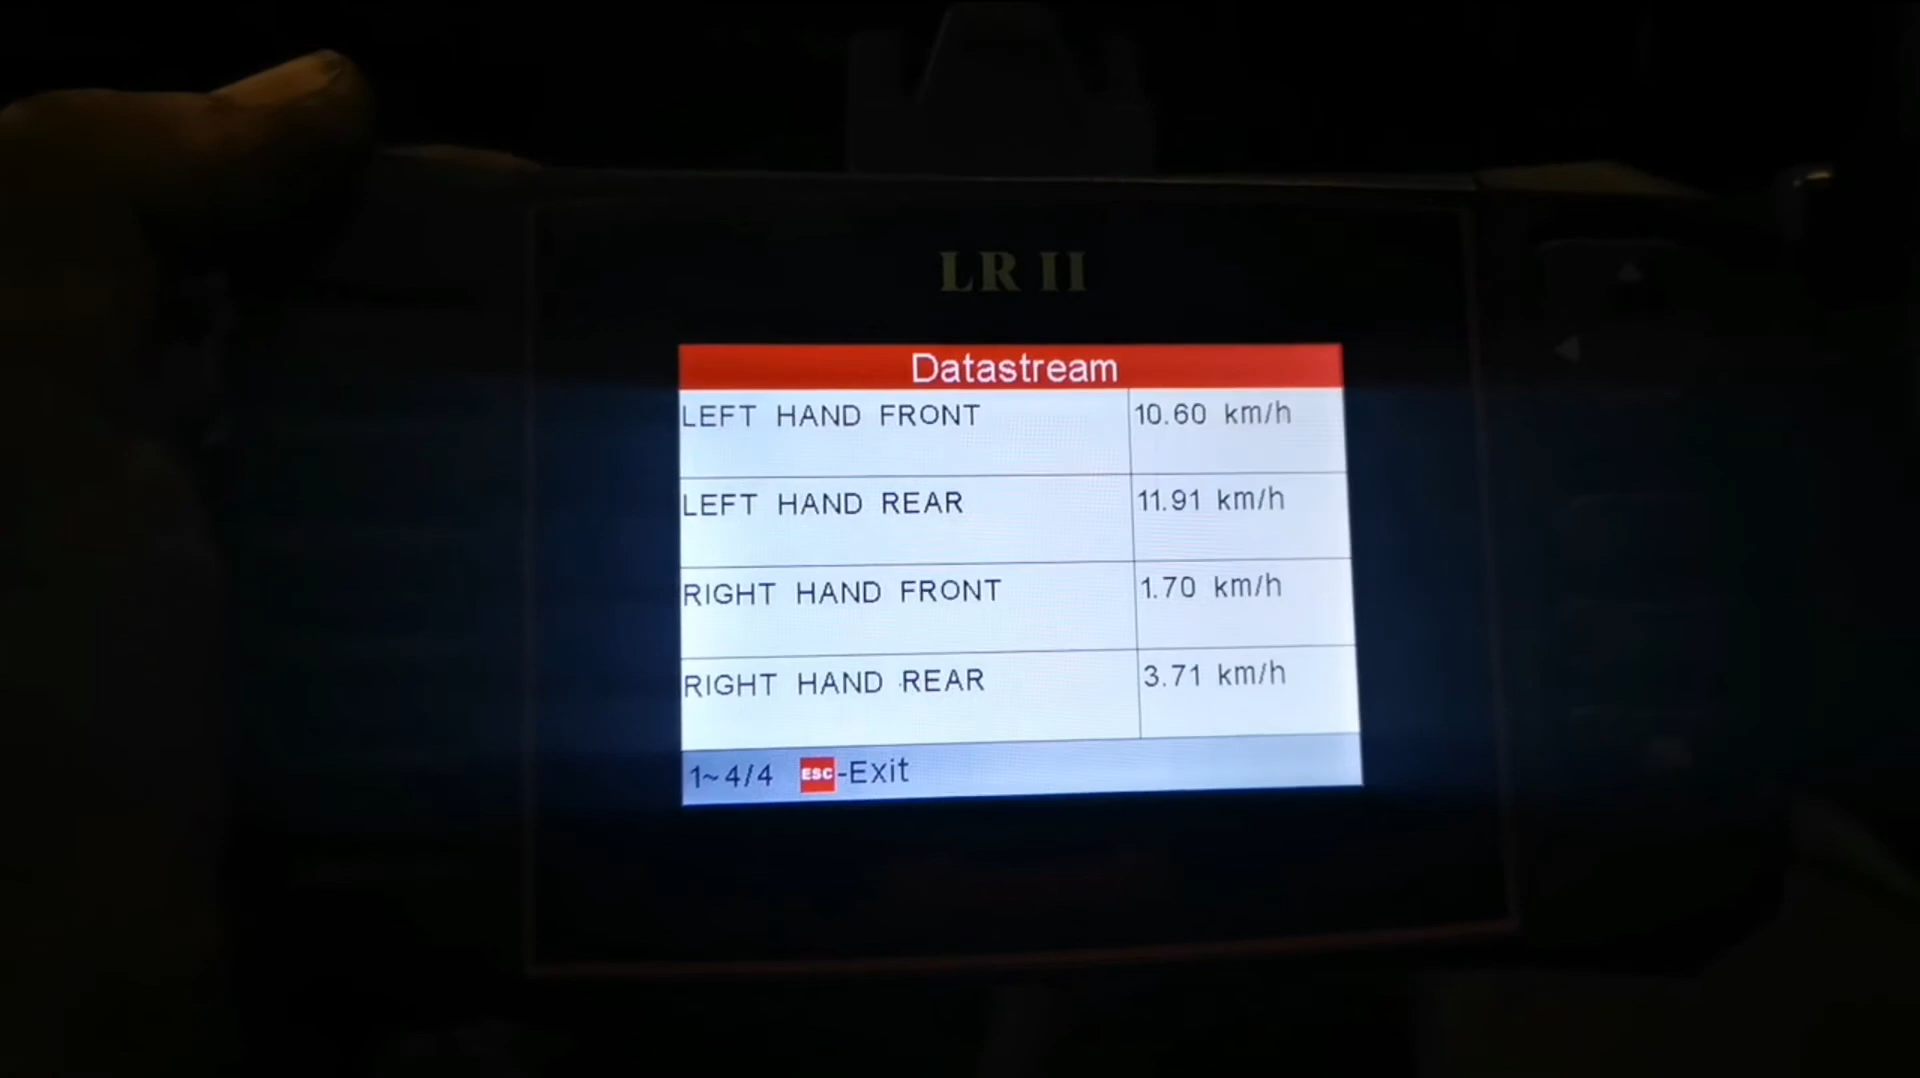 LR II
Datastream
LEFT HAND FRONT 10.60 km/h
LEFT HAND REAR 11.91 km/h
RIGHT HAND FRONT 1.70 km/h
RIGHT HAND REAR 3.71 km/h
1~4/4 ESC-Exit